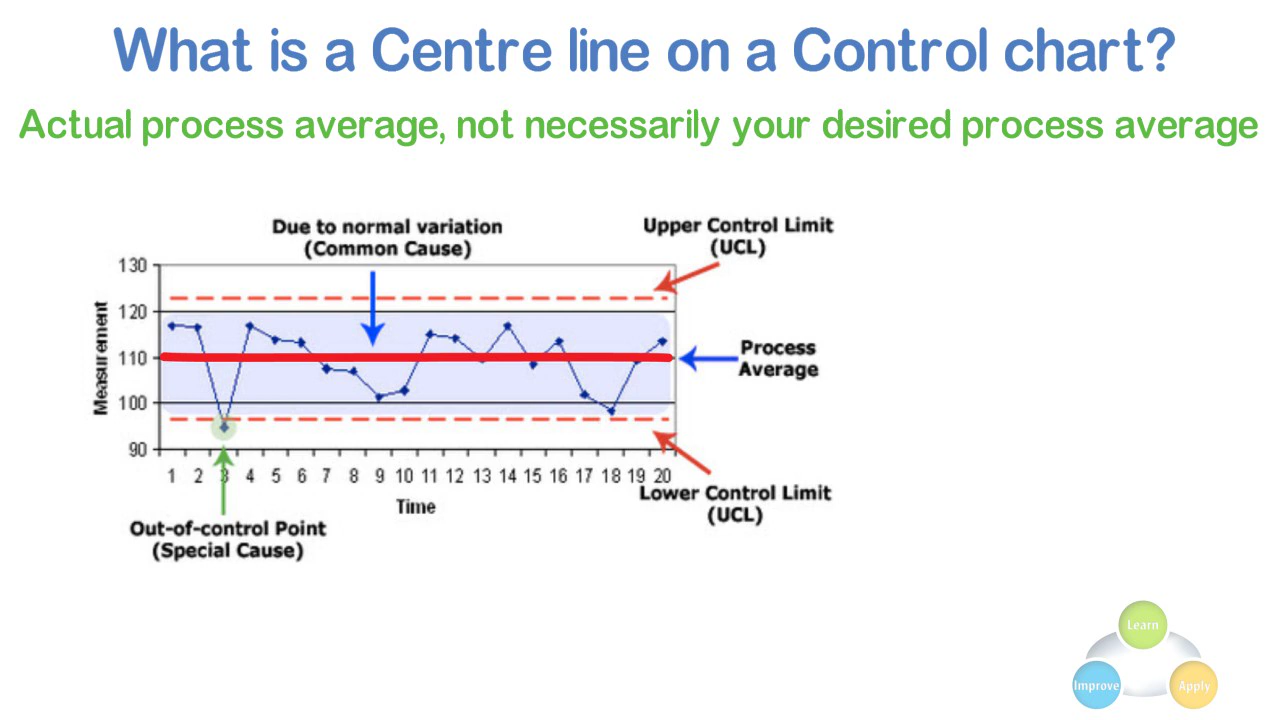 What is a Centre line on a Control chart?
Actual process average, not necessarily your desired process average
Due to normal variation
(Common Cause)
Upper Control Limit
(UCL)
130
120
110
100
90
Measurement
Process
Average
1 2 3 4 5 6 7 8 9 10 11 12 13 14 15 16 17 18 19 20
Time
Lower Control Limit
(UCL)
Out-of-control Point
(Special Cause)
Learn
Improve
Apply